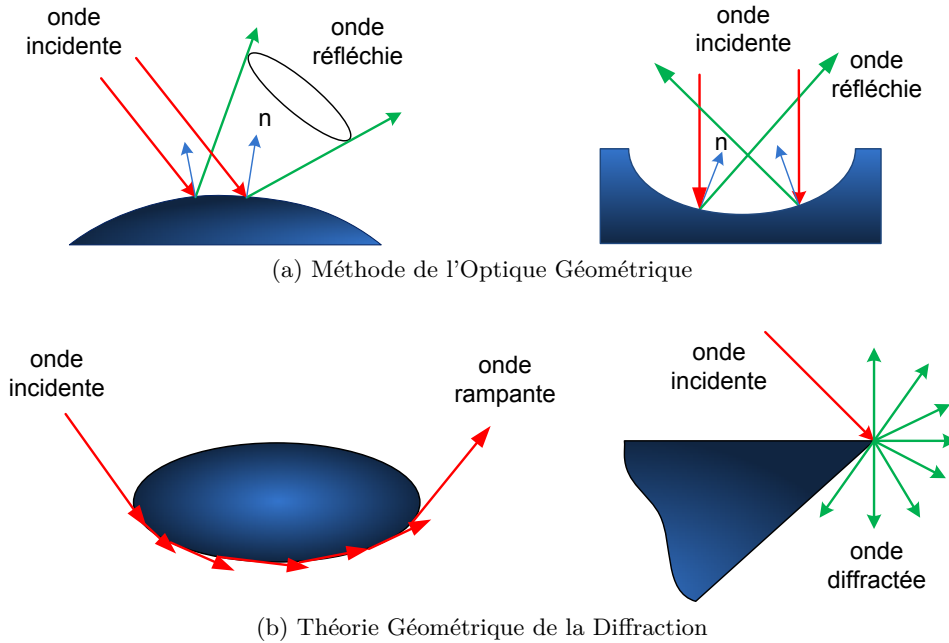 onde
incidente
onde
réfléchie
n
onde
incidente
onde
réfléchie
n
(a) Méthode de l'Optique Géométrique
onde
incidente
onde
rampante
onde
incidente
onde
diffractée
(b) Théorie Géométrique de la Diffraction